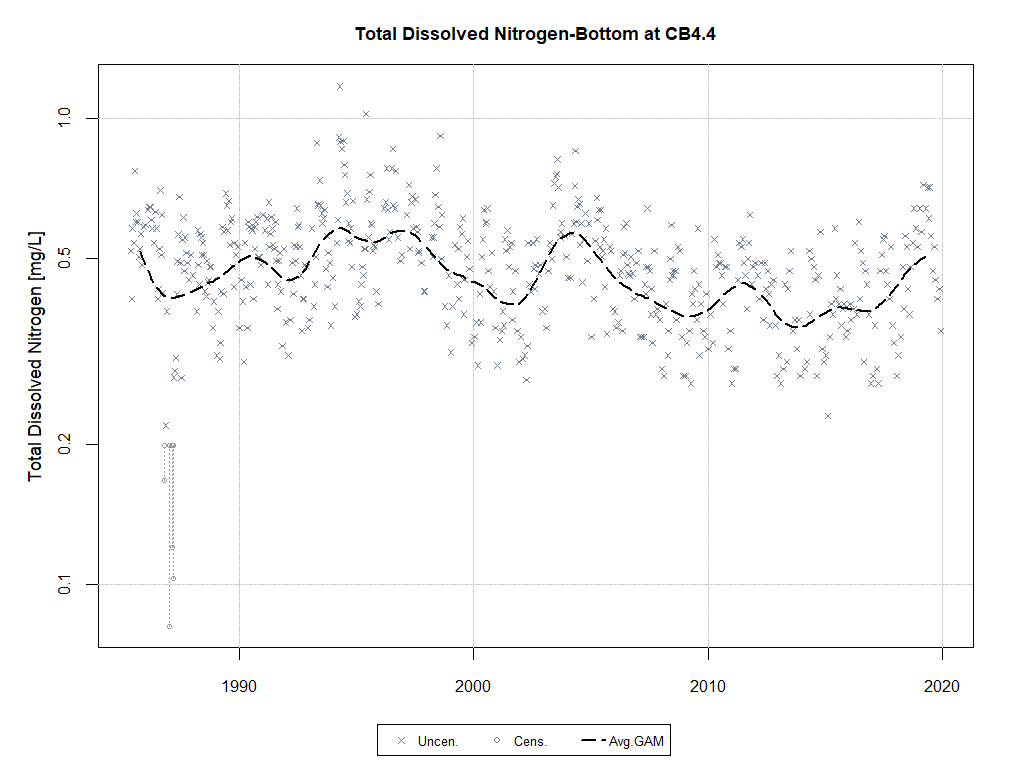 Total Dissolved Nitrogen-Bottom at CB4.4
Total Dissolved Nitrogen [mg/L]
1.0
0.5
0.2
0.1
1990 2000 2010 2020
Uncen. Cens. Avg.GAM